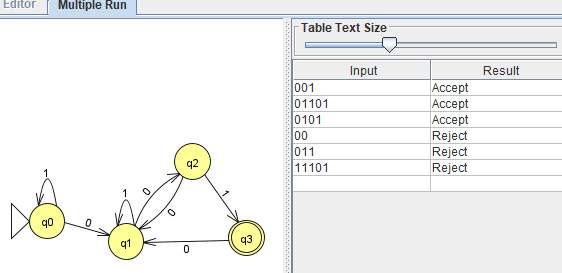 Editor Multiple Run
Table Text Size
Input Result
001 Accept
01101 Accept
0101 Accept
00 Reject
011 Reject
11101 Reject
1
q0
0
1
q1
0
0
q2
1
q3
0